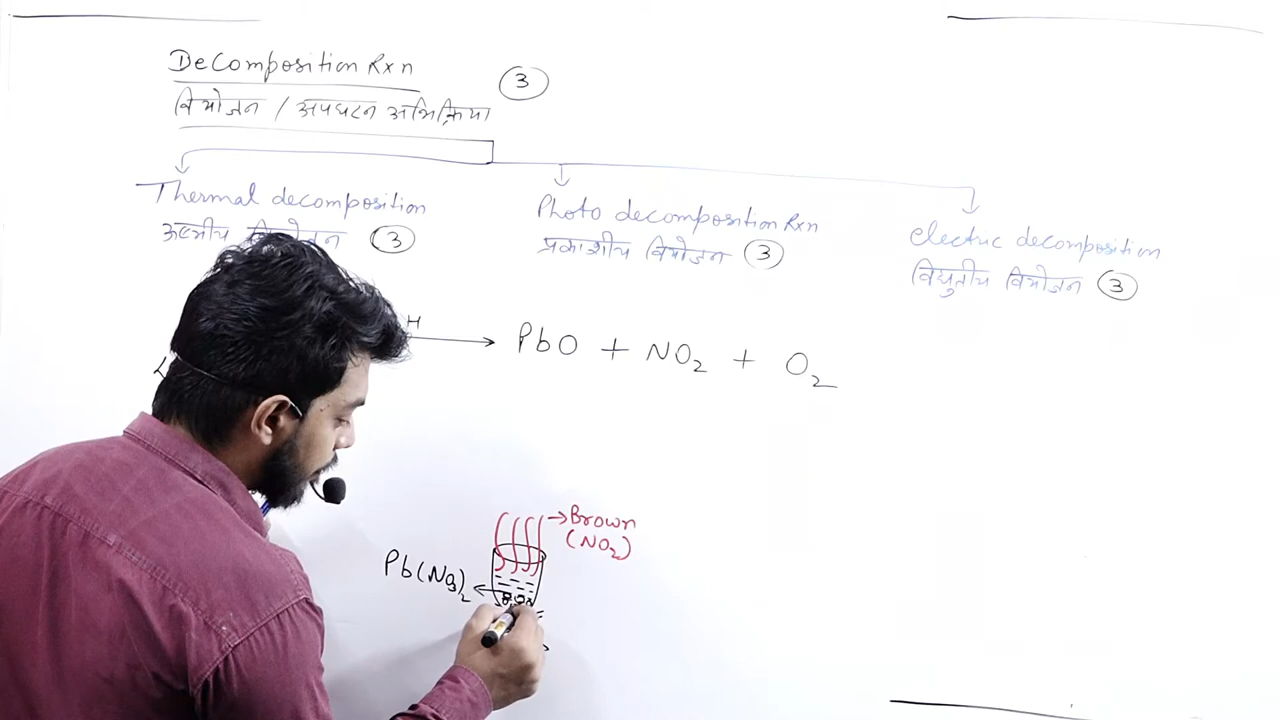 Decomposition Rxn
3
वियोजन / अपघटन अभिक्रिया
Thermal decomposition
ऊष्मीय वियोजन 3
Photo decomposition Rxn
प्रकाशीय वियोजन 3
electric decomposition
विद्युतीय वियोजन 3
H
PbO + NO₂ + O₂
Brown
(NO₂)
Pb(NO₃)₂